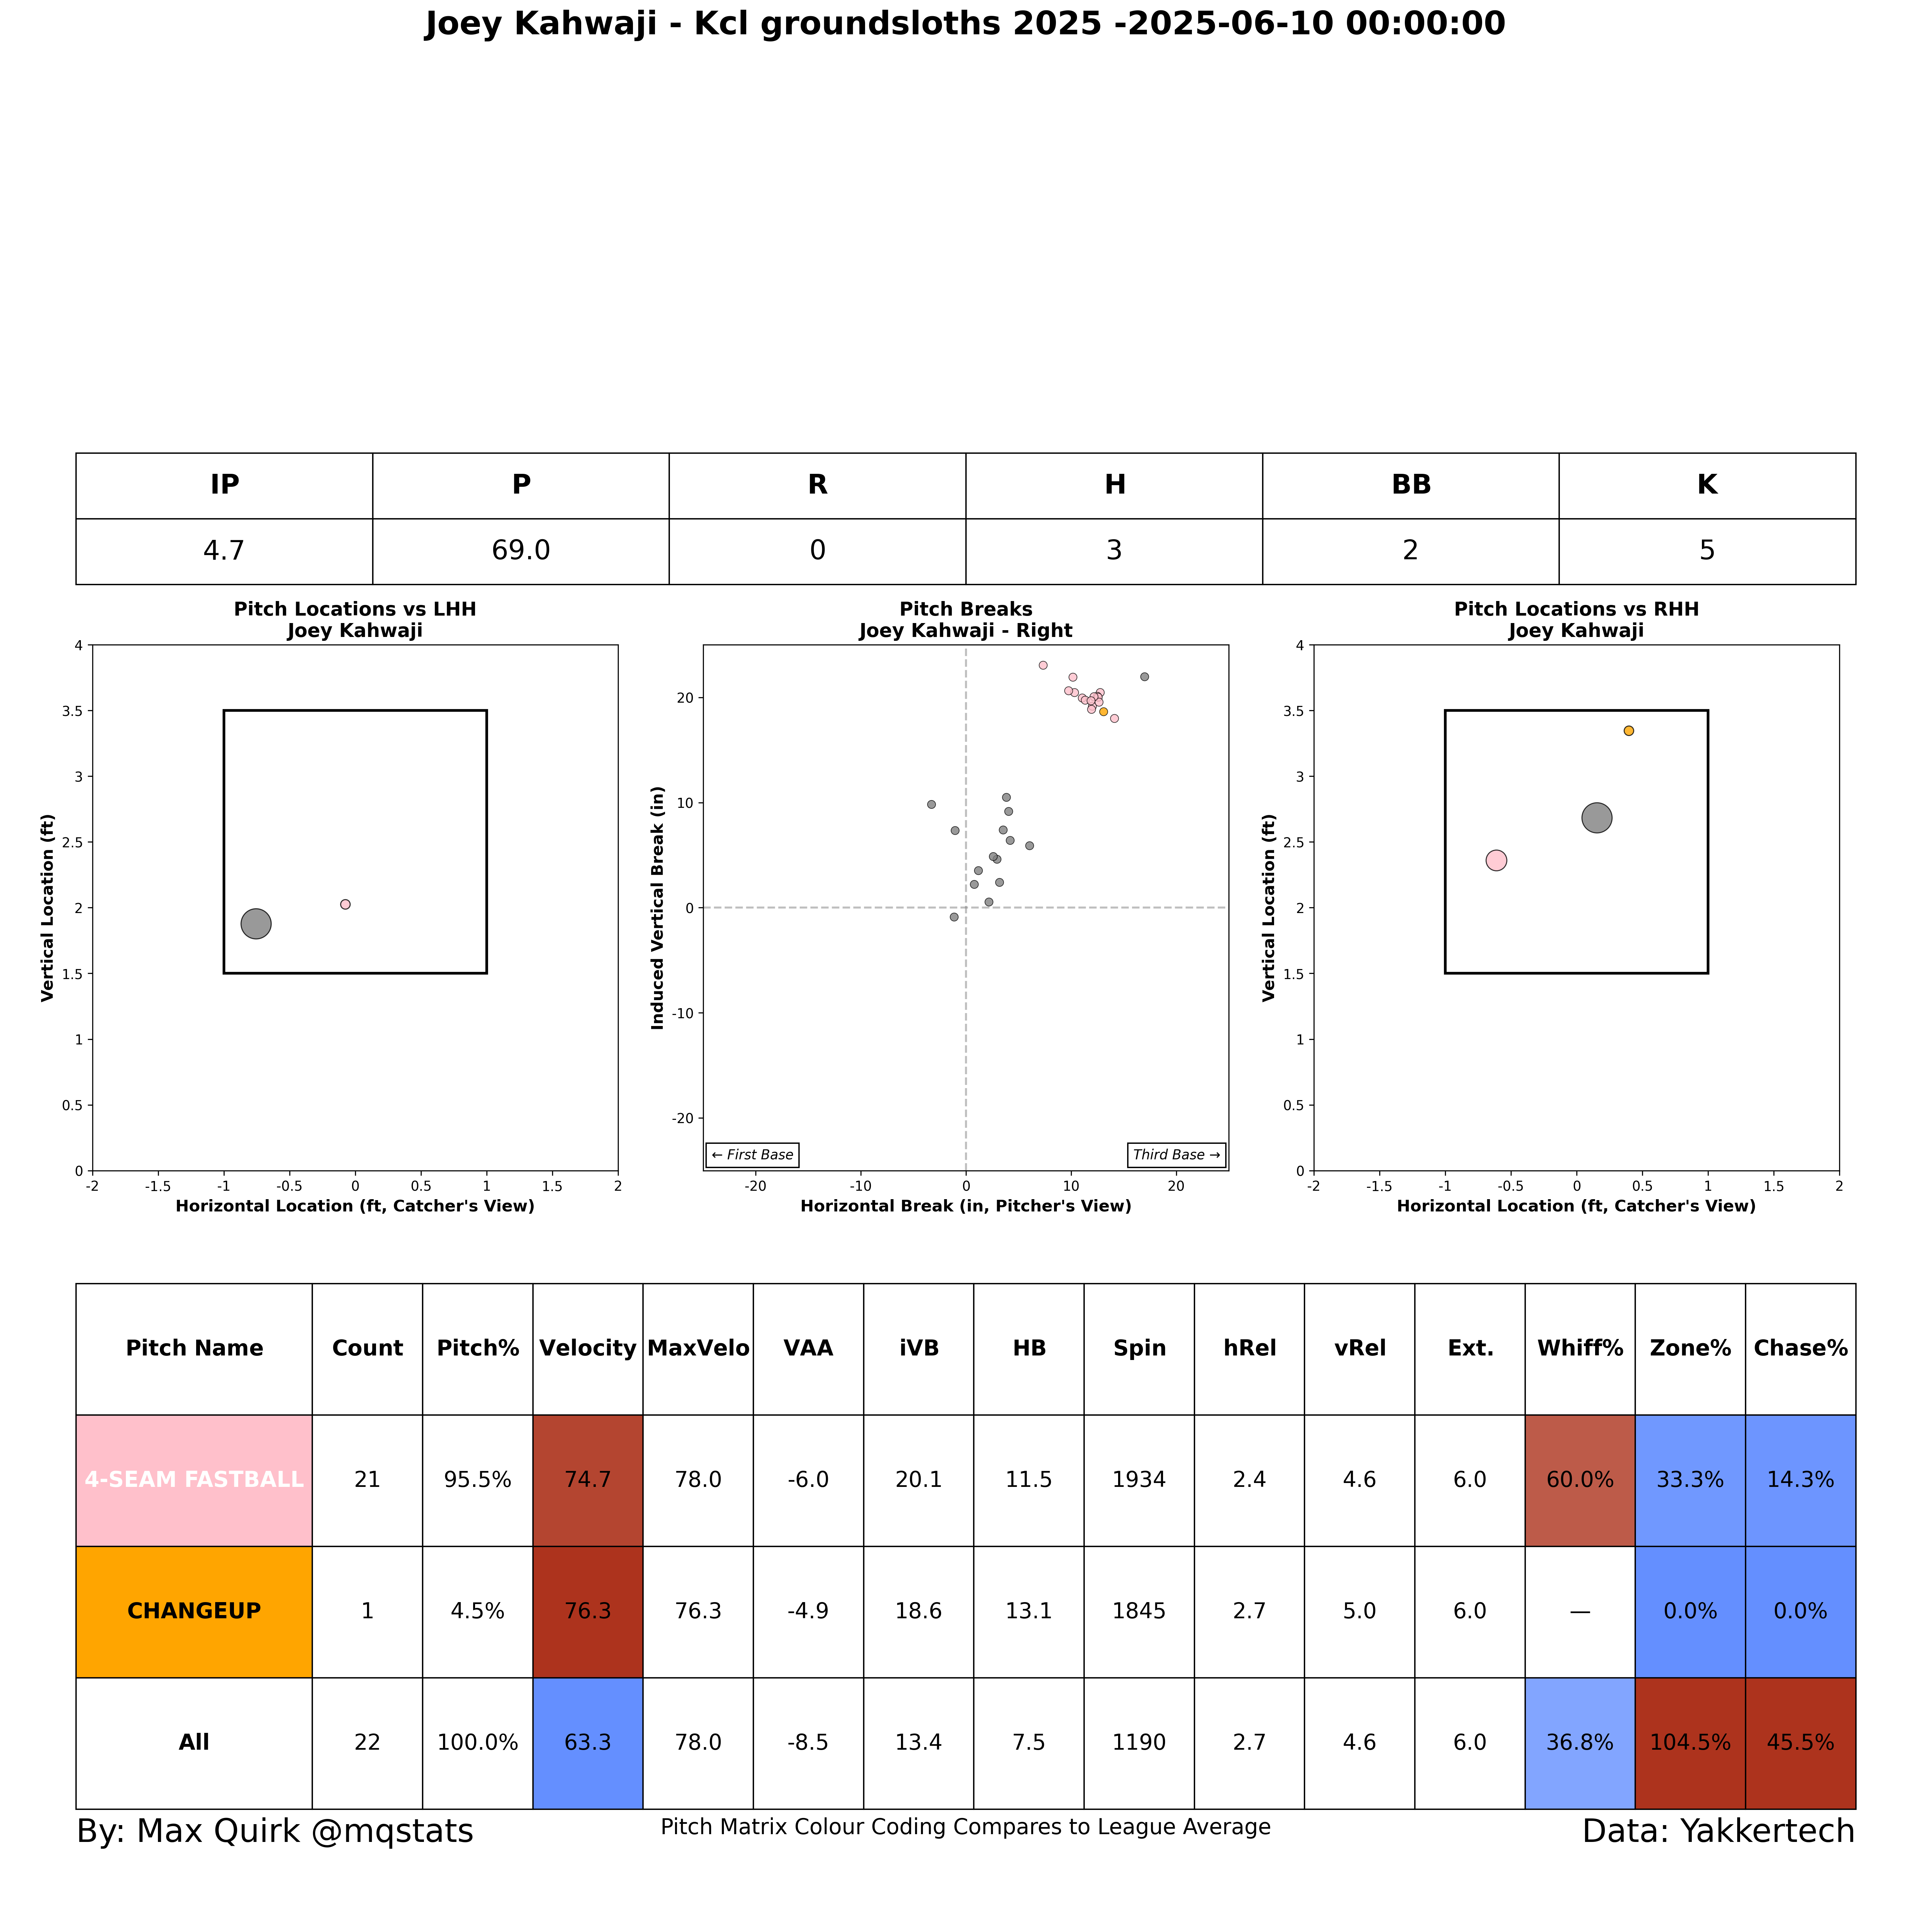 Joey Kahwaji - Kcl groundsloths 2025 -2025-06-10 00:00:00
IP P R H BB K
4.7 69.0 0 3 2 5
Pitch Locations vs LHH
Joey Kahwaji
4
3.5
3
2.5
2
1.5
1
0.5
0
-2 -1.5 -1 -0.5 0 0.5 1 1.5 2
Vertical Location (ft)
Horizontal Location (ft, Catcher's View)
Pitch Breaks
Joey Kahwaji - Right
20
10
0
-10
-20
← First Base Third Base →
-20 -10 0 10 20
Induced Vertical Break (in)
Horizontal Break (in, Pitcher's View)
Pitch Locations vs RHH
Joey Kahwaji
4
3.5
3
2.5
2
1.5
1
0.5
0
-2 -1.5 -1 -0.5 0 0.5 1 1.5 2
Vertical Location (ft)
Horizontal Location (ft, Catcher's View)
Pitch Name Count Pitch% Velocity MaxVelo VAA iVB HB Spin hRel vRel Ext. Whiff% Zone% Chase%
4-SEAM FASTBALL 21 95.5% 74.7 78.0 -6.0 20.1 11.5 1934 2.4 4.6 6.0 60.0% 33.3% 14.3%
CHANGEUP 1 4.5% 76.3 76.3 -4.9 18.6 13.1 1845 2.7 5.0 6.0 — 0.0% 0.0%
All 22 100.0% 63.3 78.0 -8.5 13.4 7.5 1190 2.7 4.6 6.0 36.8% 104.5% 45.5%
By: Max Quirk @mqstats
Pitch Matrix Colour Coding Compares to League Average
Data: Yakkertech